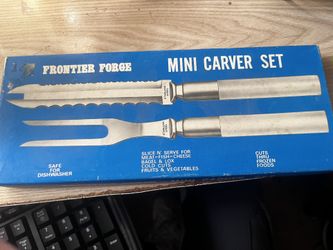 FRONTIER FORGE
MINI CARVER SET
SAFE
FOR
DISHWASHER
SLICE N' SERVE FOR
MEAT-FISH-CHEESE
BAGEL & LOX
COLD CUTS
FRUITS & VEGETABLES
CUTS
THRU
FROZEN
FOODS